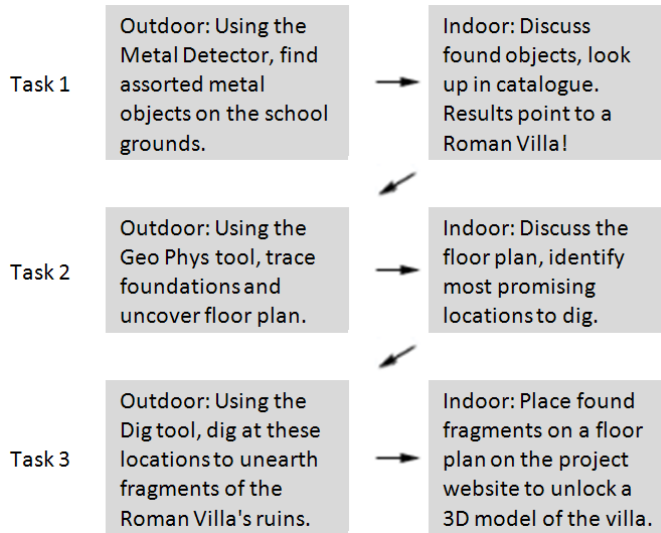 Task 1
Outdoor: Using the
Metal Detector, find
assorted metal
objects on the school
grounds.
Indoor: Discuss
found objects, look
up in catalogue.
Results point to a
Roman Villa!
Task 2
Outdoor: Using the
Geo Phys tool, trace
foundations and
uncover floor plan.
Indoor: Discuss the
floor plan, identify
most promising
locations to dig.
Task 3
Outdoor: Using the
Dig tool, dig at these
locations to unearth
fragments of the
Roman Villa's ruins.
Indoor: Place found
fragments on a floor
plan on the project
website to unlock a
3D model of the villa.